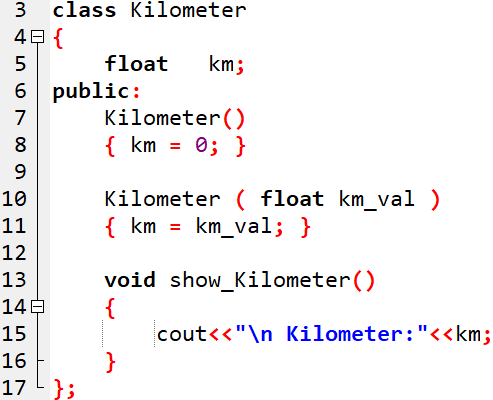 3 class Kilometer
4 {
5 float km;
6 public:
7 Kilometer()
8 { km = 0; }
9
10 Kilometer ( float km_val )
11 { km = km_val; }
12
13 void show_Kilometer()
14 {
15 cout<<"\n Kilometer:"<<km;
16 }
17 };